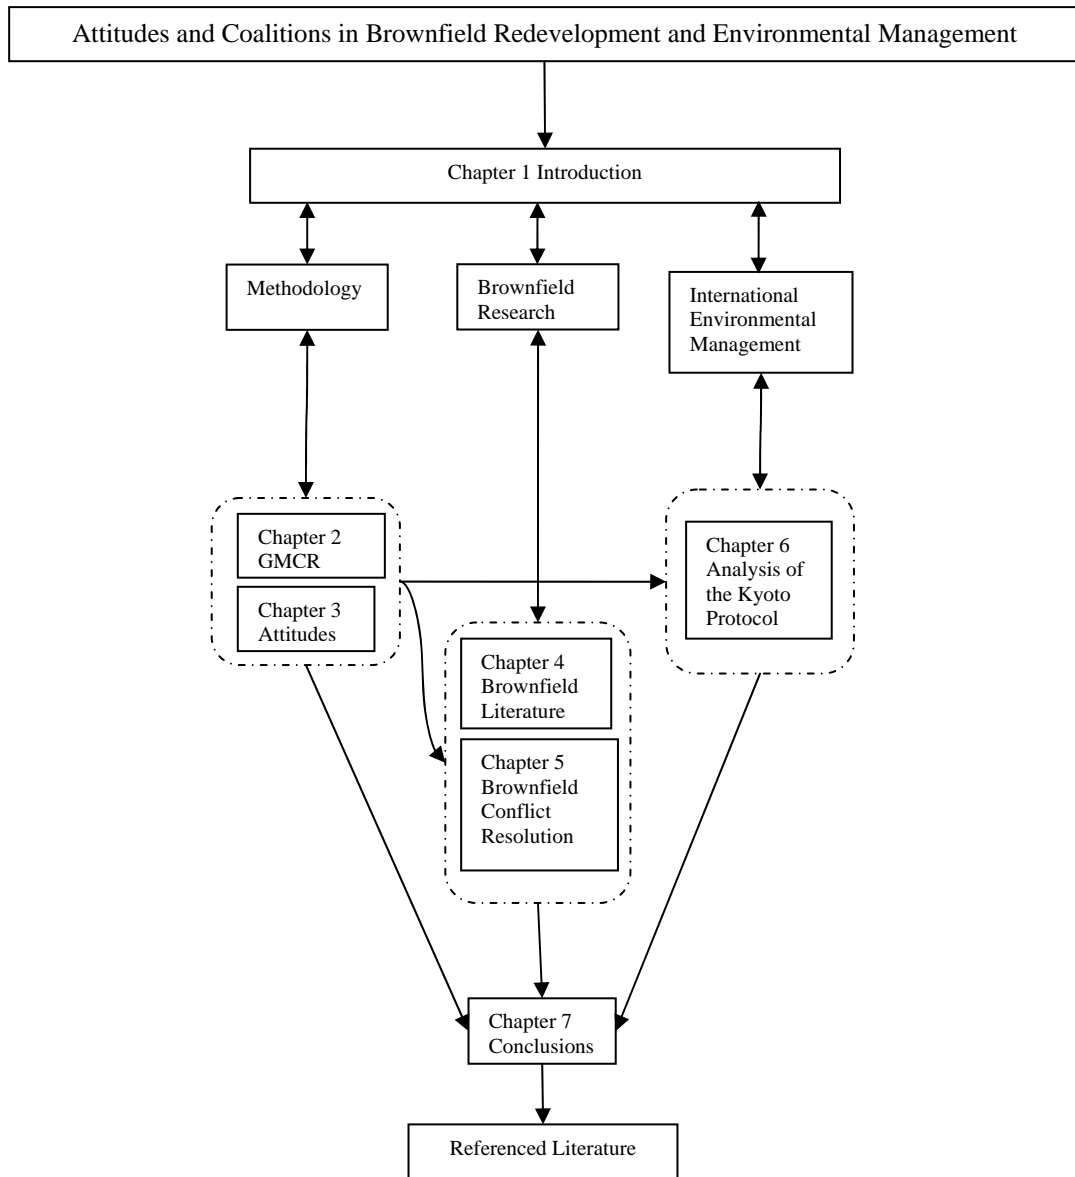 Attitudes and Coalitions in Brownfield Redevelopment and Environmental Management
Chapter 1 Introduction
Methodology
Brownfield
Research
International
Environmental
Management
Chapter 2
GMCR
Chapter 3
Attitudes
Chapter 6
Analysis of
the Kyoto
Protocol
Chapter 4
Brownfield
Literature
Chapter 5
Brownfield
Conflict
Resolution
Chapter 7
Conclusions
Referenced Literature